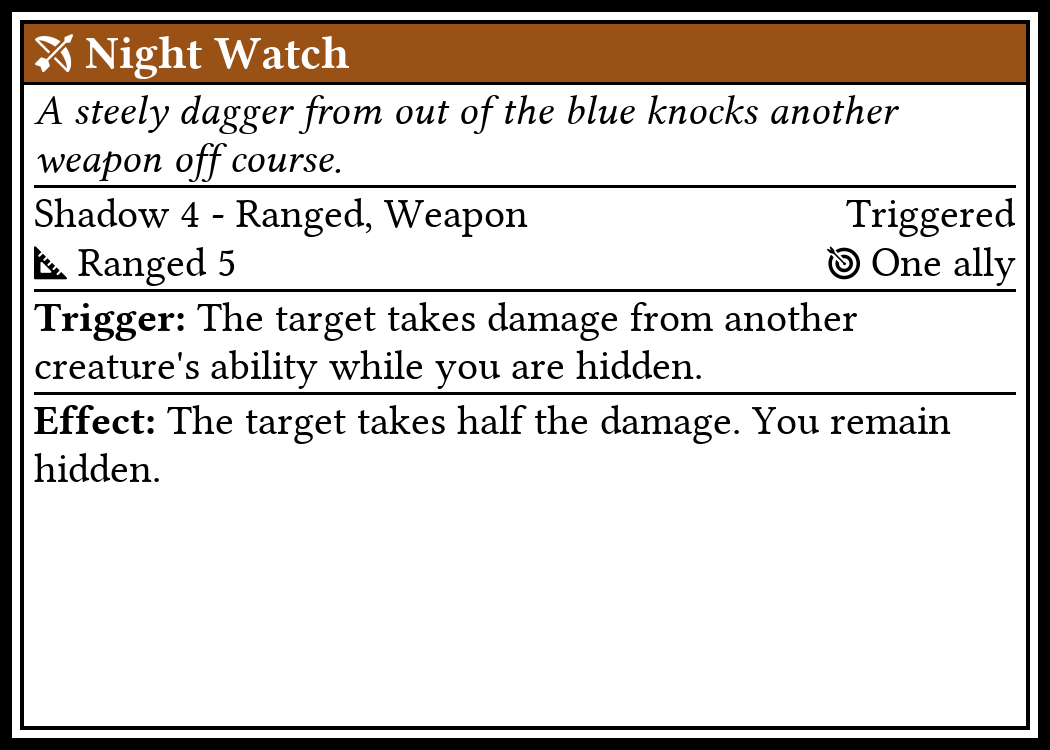 Night Watch
A steely dagger from out of the blue knocks another
weapon off course.
Shadow 4 - Ranged, Weapon Triggered
Ranged 5 One ally
Trigger: The target takes damage from another
creature's ability while you are hidden.
Effect: The target takes half the damage. You remain
hidden.